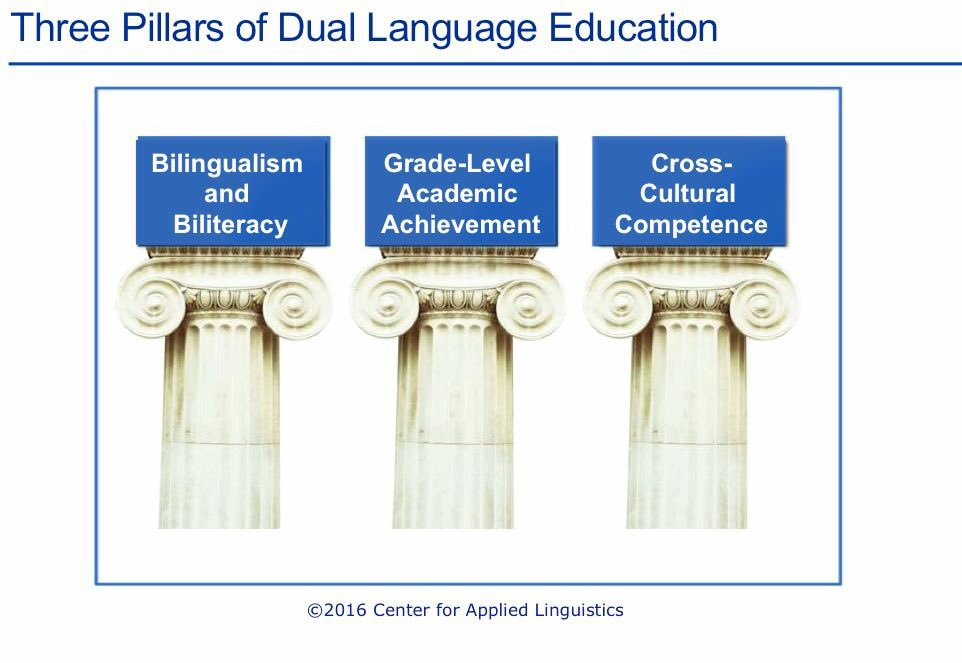 Three Pillars of Dual Language Education
Bilingualism
and
Biliteracy
Grade-Level
Academic
Achievement
Cross-
Cultural
Competence
©2016 Center for Applied Linguistics